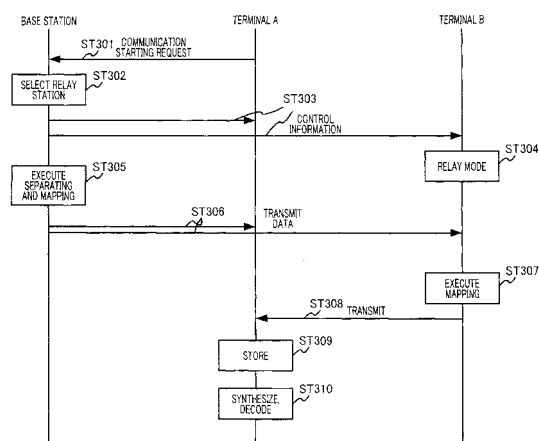 BASE STATION
TERMINAL A
TERMINAL B
ST301
COMMUNICATION
STARTING REQUEST
SELECT RELAY
STATION
ST302
ST303
CONTROL
INFORMATION
ST304
RELAY MODE
EXECUTE
SEPARATING
AND MAPPING
ST305
ST306
TRANSMIT
DATA
ST307
EXECUTE
MAPPING
ST308
TRANSMIT
ST309
STORE
ST310
SYNTHESIZE,
DECODE